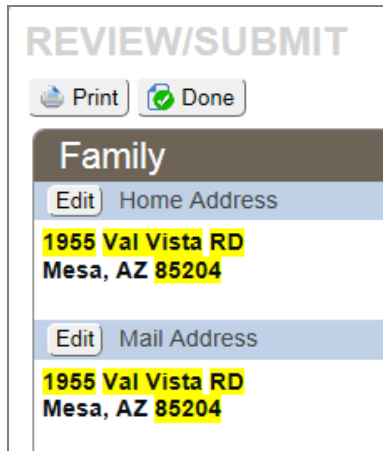 REVIEW/SUBMIT
Print Done
Family
Edit Home Address
1955 Val Vista RD
Mesa, AZ 85204
Edit Mail Address
1955 Val Vista RD
Mesa, AZ 85204